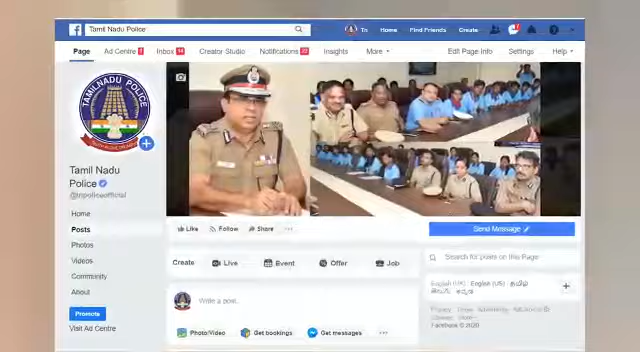 Tamil Nadu Police
Tn Home Find Friends Create
Page Ad Centre Inbox 14 Creator Studio Notifications Insights More Edit Page Info Settings Help
TAMILNADU POLICE
Tamil Nadu
Police
Home
Posts
Photos
Videos
Community
About
Promote
Visit Ad Centre
Like Follow Share ...
Send Message
Create Live Event Offer Job
Search for posts on this Page
Write a post...
English (UK) · English (US) · தமிழ்
Photo/Video Get bookings Get messages ...
Facebook © 2020